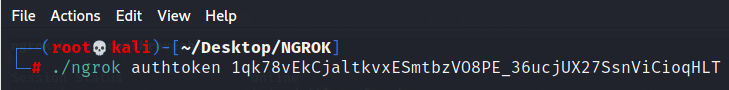 File Actions Edit View Help
(root💀kali)-[~/Desktop/NGROK]
# ./ngrok authtoken 1qk78vEkCjaltkvxESmtbzVO8PE_36ucjUX27SsnViCioqHLT